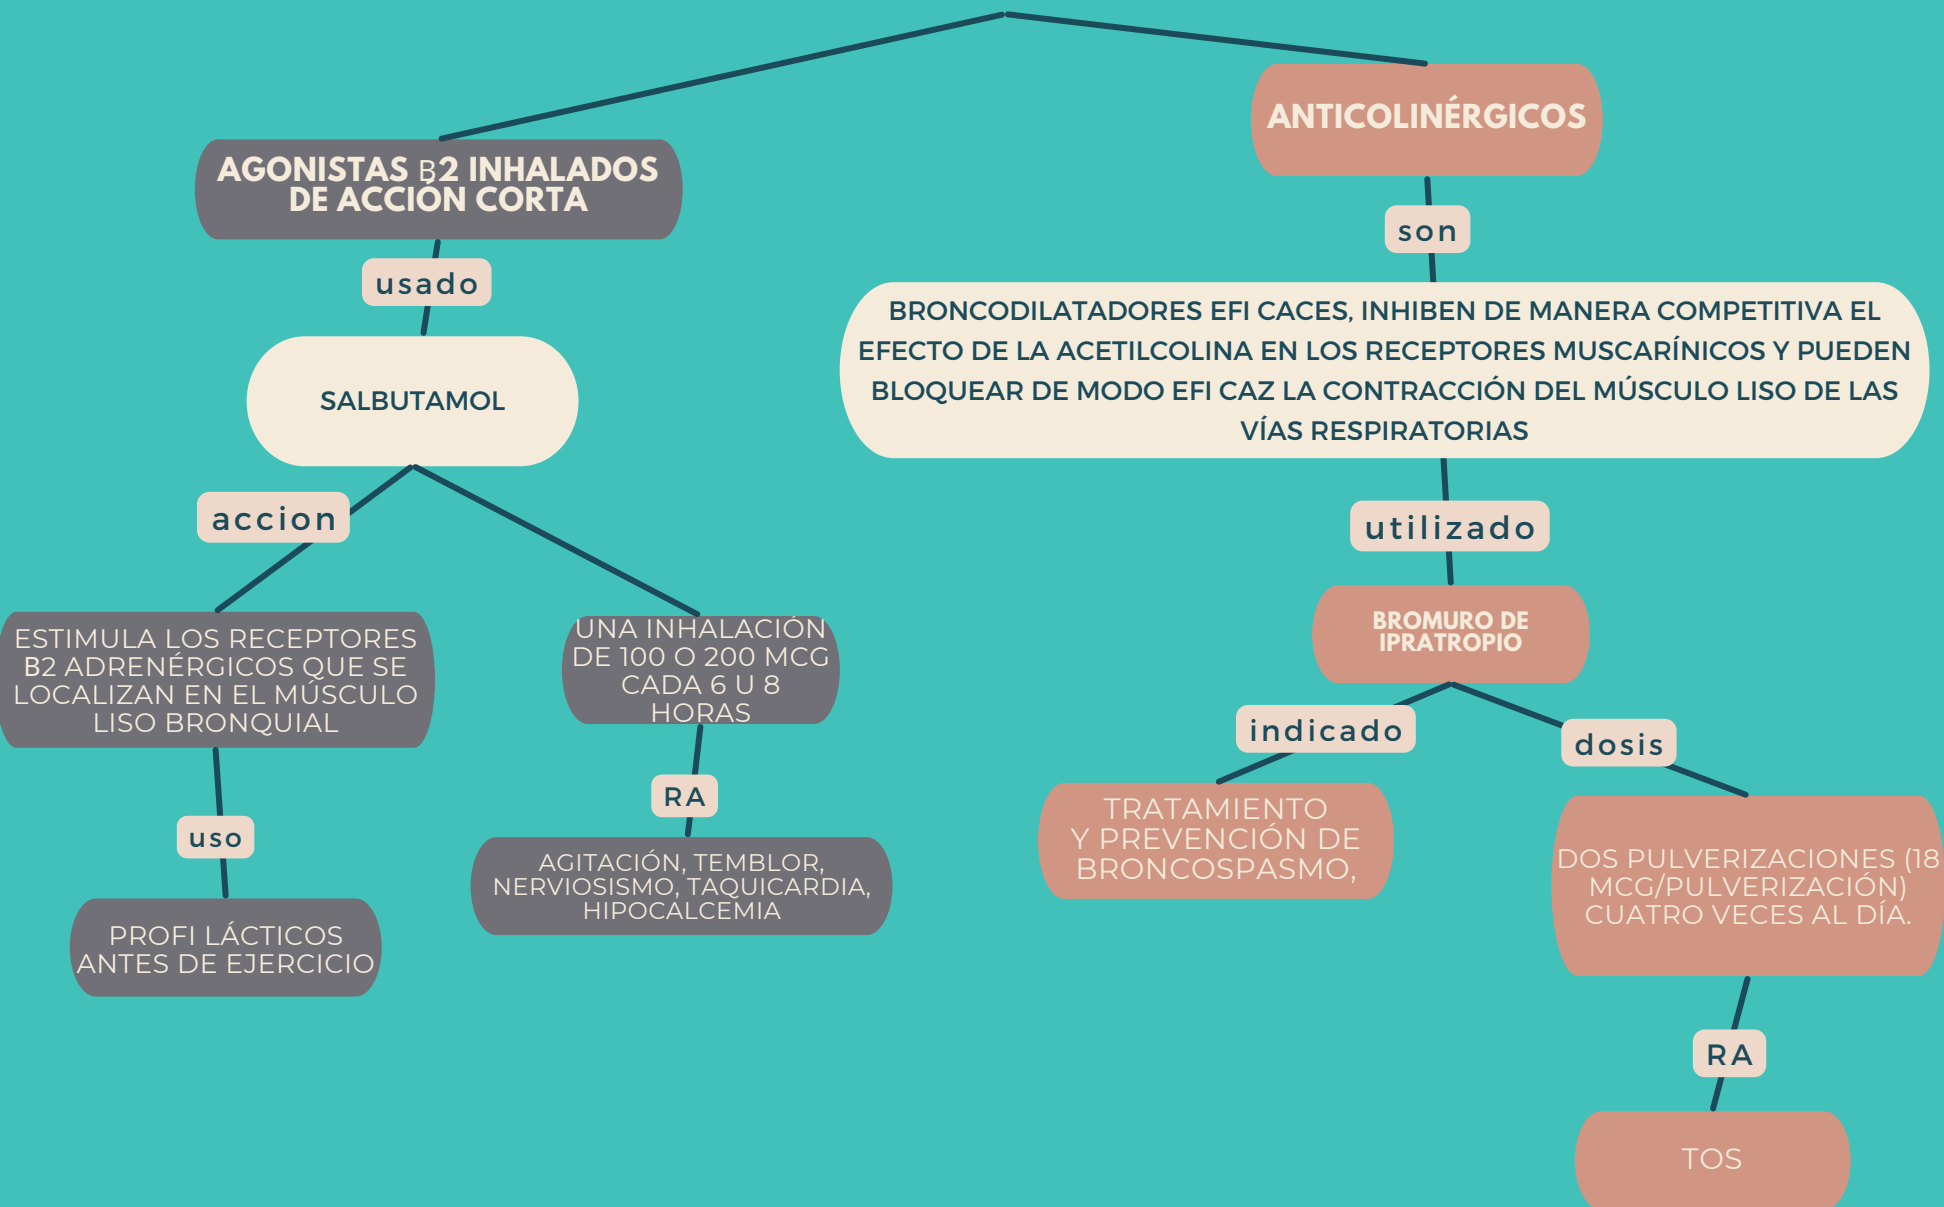 AGONISTAS B2 INHALADOS
DE ACCIÓN CORTA
usado
SALBUTAMOL
accion
ESTIMULA LOS RECEPTORES
B2 ADRENÉRGICOS QUE SE
LOCALIZAN EN EL MÚSCULO
LISO BRONQUIAL
uso
PROFI LÁCTICOS
ANTES DE EJERCICIO
UNA INHALACIÓN
DE 100 O 200 MCG
CADA 6 U 8
HORAS
RA
AGITACIÓN, TEMBLOR,
NERVIOSISMO, TAQUICARDIA,
HIPOCALCEMIA
ANTICOLINÉRGICOS
son
BRONCODILATADORES EFI CACES, INHIBEN DE MANERA COMPETITIVA EL
EFECTO DE LA ACETILCOLINA EN LOS RECEPTORES MUSCARÍNICOS Y PUEDEN
BLOQUEAR DE MODO EFI CAZ LA CONTRACCIÓN DEL MÚSCULO LISO DE LAS
VÍAS RESPIRATORIAS
utilizado
BROMURO DE
IPRATROPIO
indicado
TRATAMIENTO
Y PREVENCIÓN DE
BRONCOSPASMO,
dosis
DOS PULVERIZACIONES (18
MCG/PULVERIZACIÓN)
CUATRO VECES AL DÍA.
RA
TOS